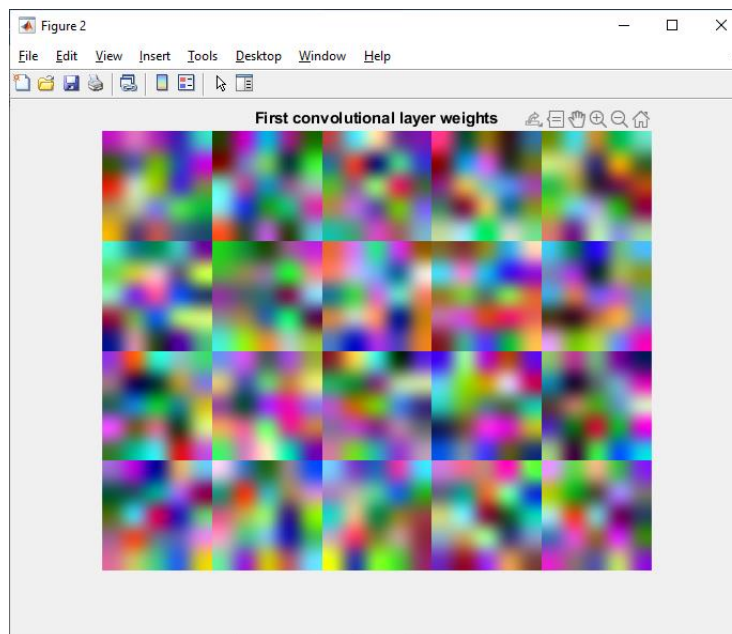 Figure 2
File Edit View Insert Tools Desktop Window Help
First convolutional layer weights